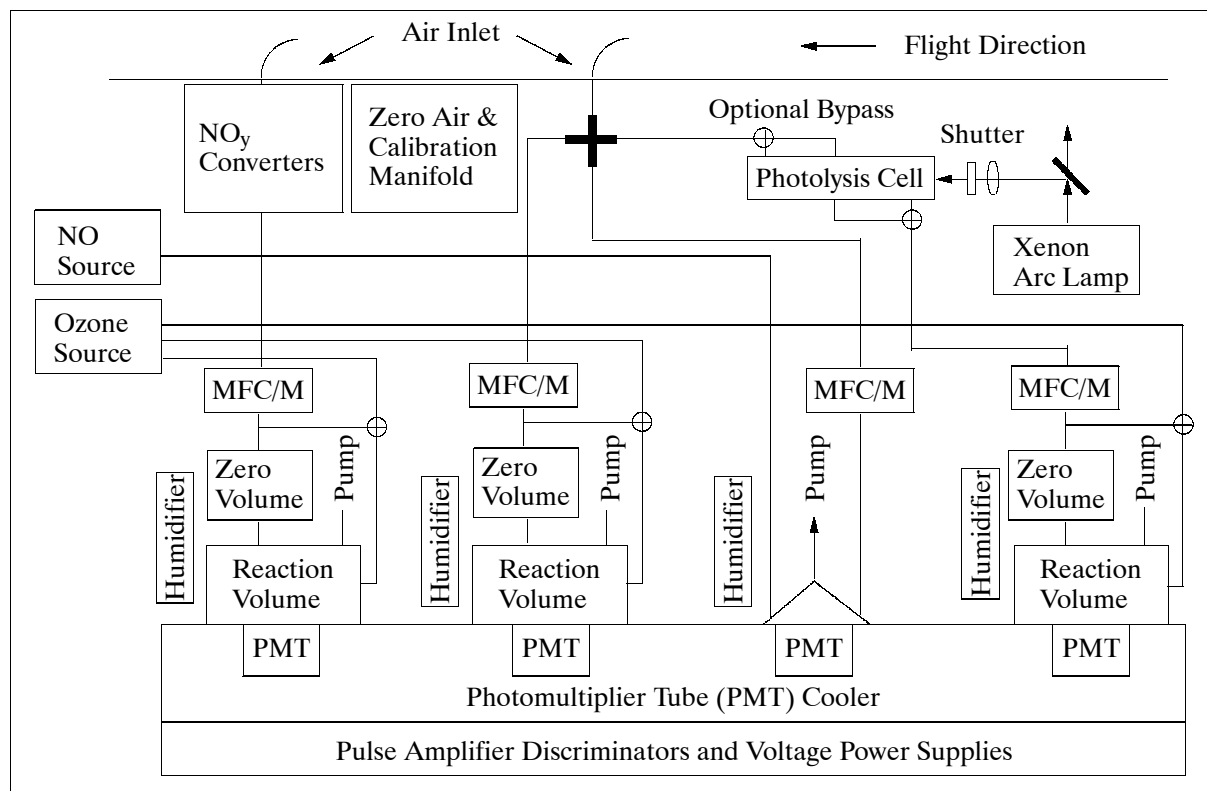 Air Inlet
Flight Direction
NOy
Converters
Zero Air &
Calibration
Manifold
Optional Bypass
Shutter
Photolysis Cell
NO
Source
Xenon
Arc Lamp
Ozone
Source
MFC/M
MFC/M
MFC/M
MFC/M
Humidifier
Zero
Volume
Pump
Humidifier
Zero
Volume
Pump
Humidifier
Pump
Humidifier
Zero
Volume
Pump
Reaction
Volume
Reaction
Volume
Reaction
Volume
PMT
PMT
PMT
PMT
Photomultiplier Tube (PMT) Cooler
Pulse Amplifier Discriminators and Voltage Power Supplies